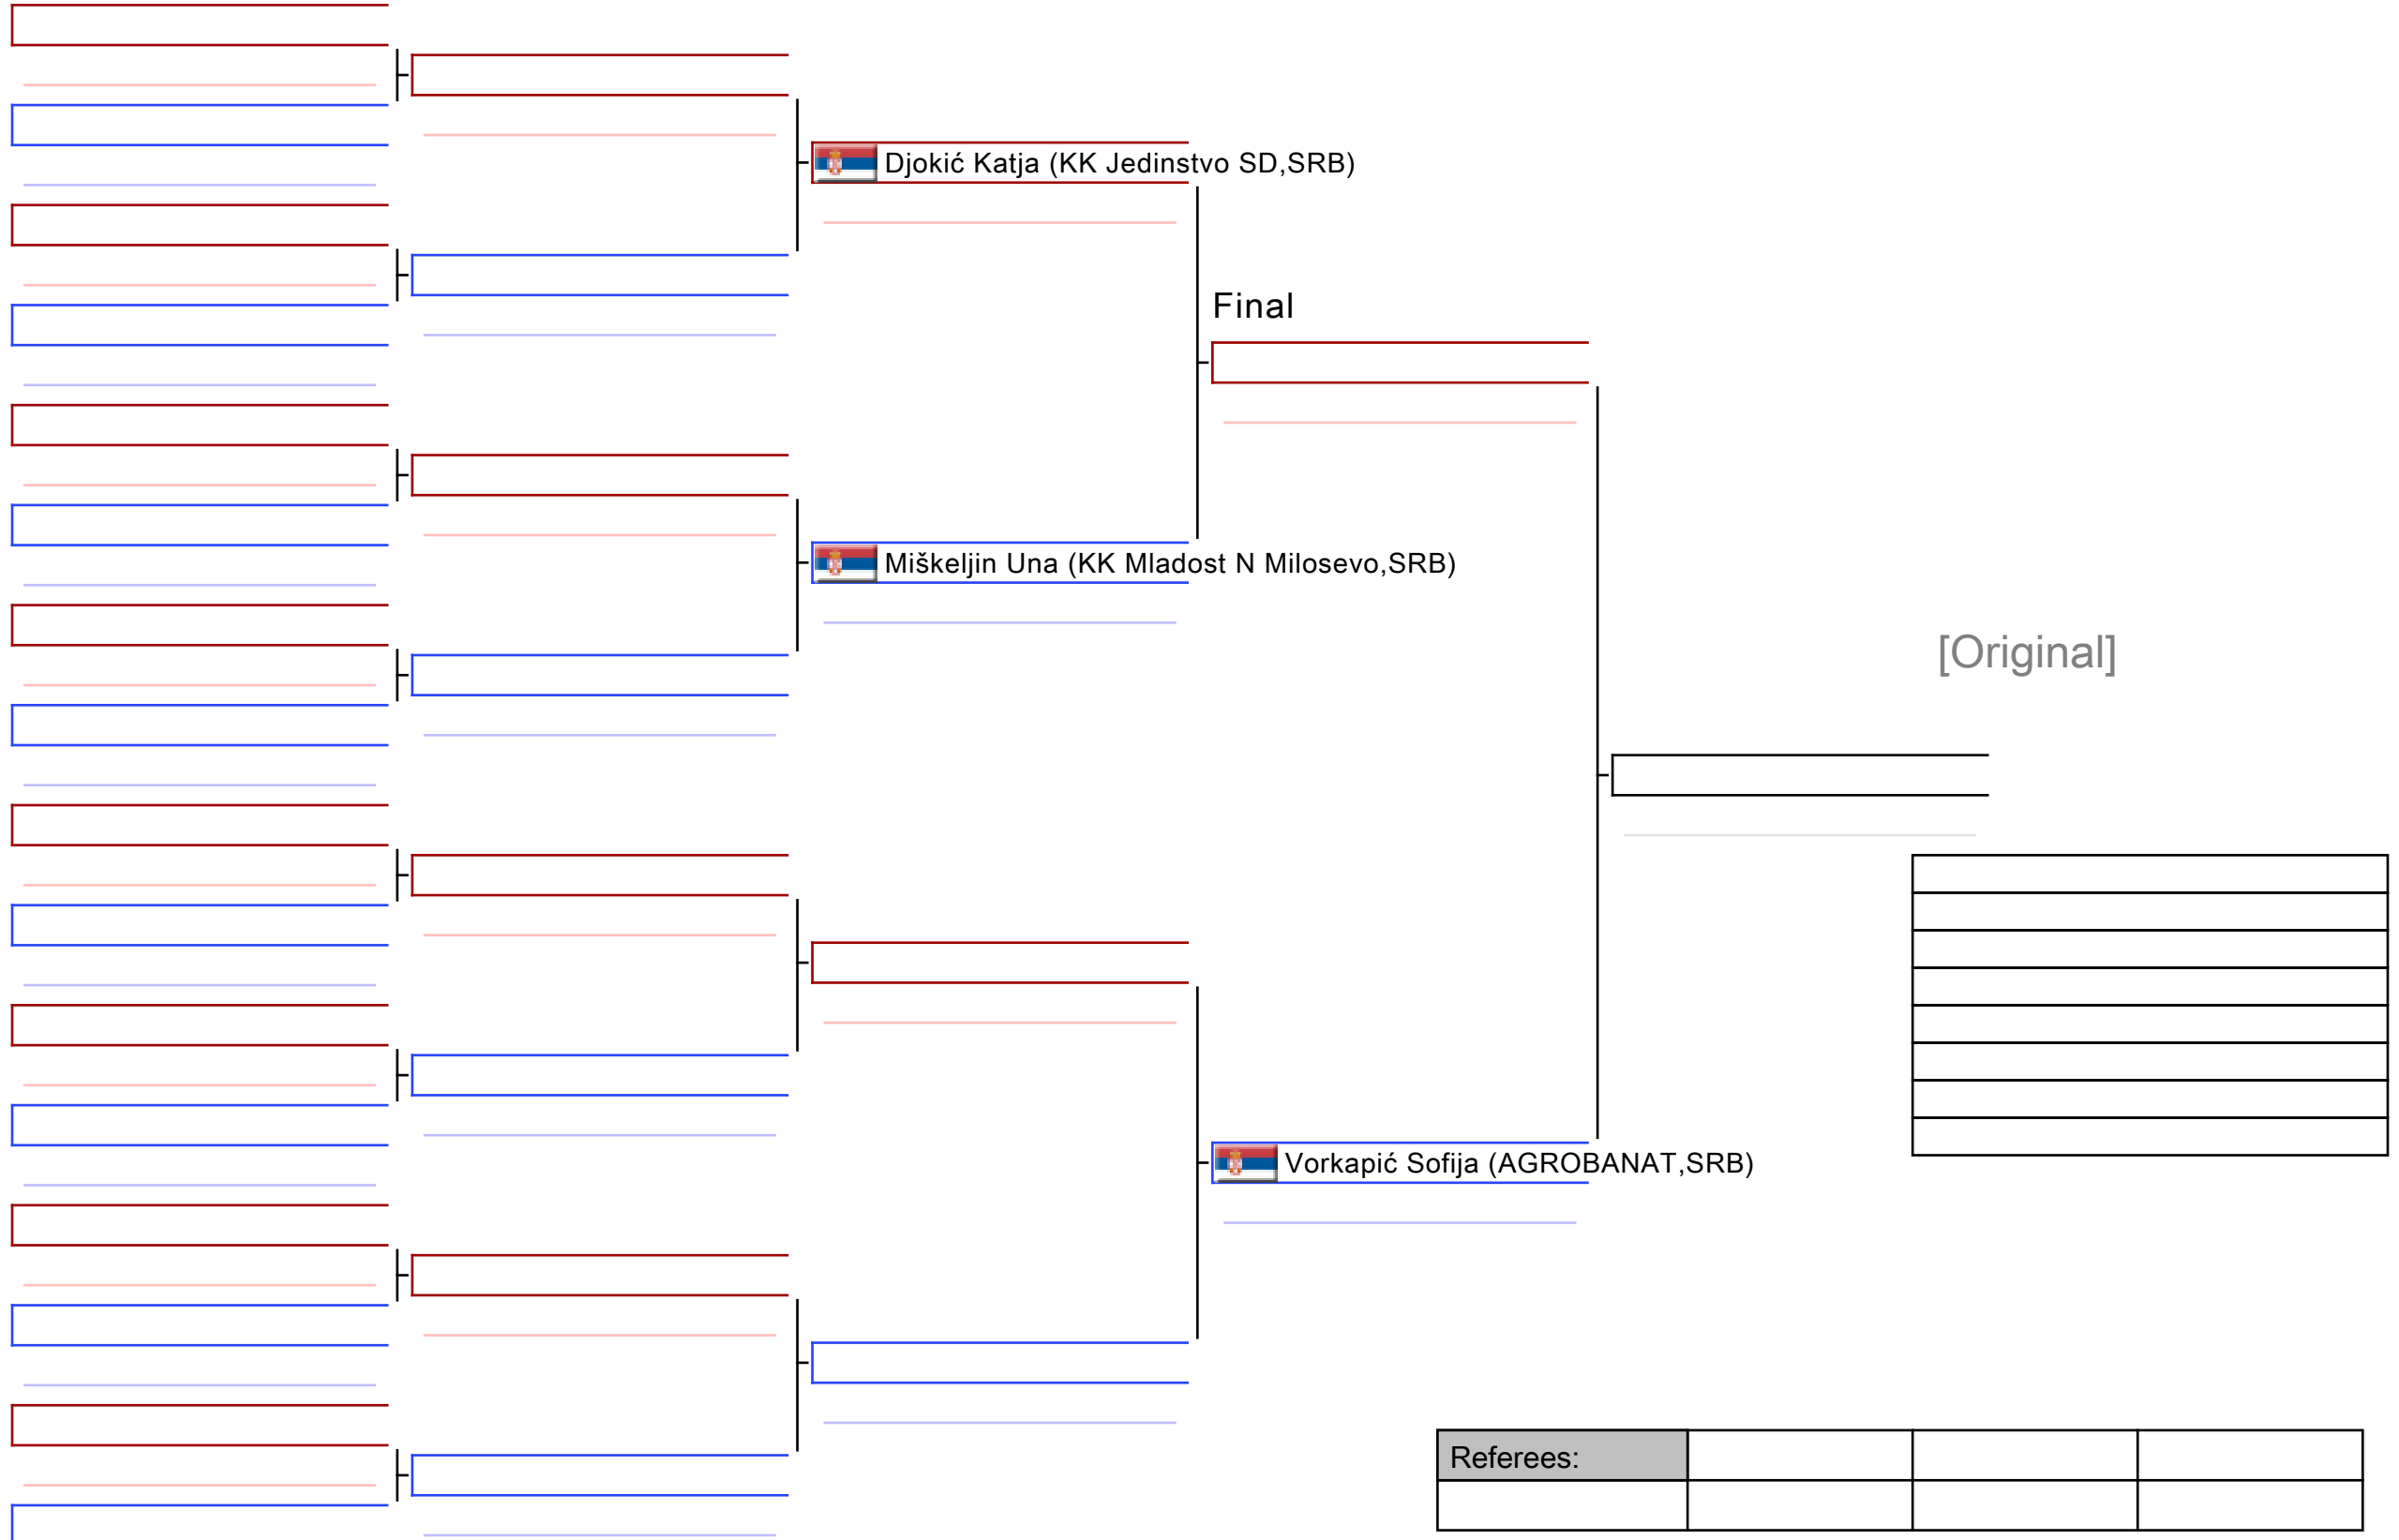 Djokić Katja (KK Jedinstvo SD,SRB)
Final
Miškeljin Una (KK Mladost N Milosevo,SRB)
[Original]
Vorkapić Sofija (AGROBANAT,SRB)
Referees: